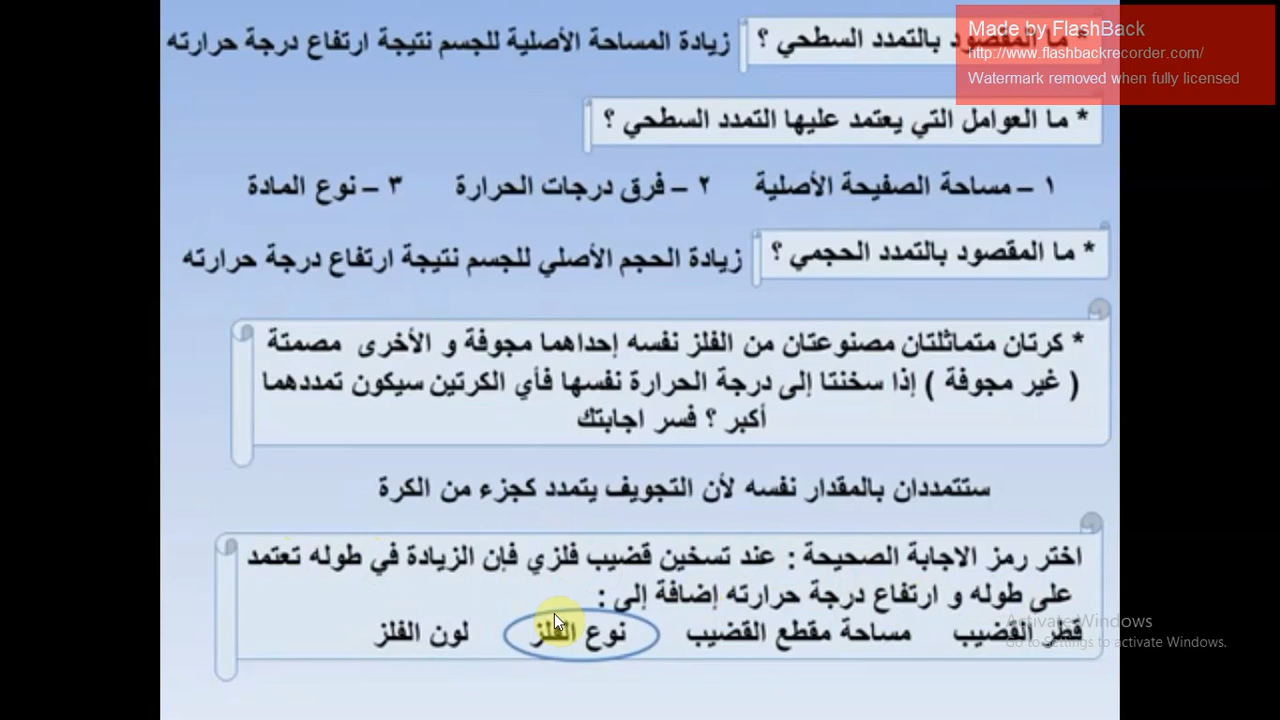 Made by FlashBack
http://www.flashbackrecorder.com/
Watermark removed when fully licensed
* ما المقصود بالتمدد السطحي ؟ زيادة المساحة الأصلية للجسم نتيجة ارتفاع درجة حرارته
* ما العوامل التي يعتمد عليها التمدد السطحي ؟
١ – مساحة الصفيحة الأصلية ٢ – فرق درجات الحرارة ٣ – نوع المادة
* ما المقصود بالتمدد الحجمي ؟ زيادة الحجم الأصلي للجسم نتيجة ارتفاع درجة حرارته
* كرتان متماثلتان مصنوعتان من الفلز نفسه إحداهما مجوفة و الأخرى مصمتة
( غير مجوفة ) إذا سخنتا إلى درجة الحرارة نفسها فأي الكرتين سيكون تمددهما
أكبر ؟ فسر اجابتك
ستتمددان بالمقدار نفسه لأن التجويف يتمدد كجزء من الكرة
اختر رمز الاجابة الصحيحة : عند تسخين قضيب فلزي فإن الزيادة في طوله تعتمد
على طوله و ارتفاع درجة حرارته إضافة إلى :
قطر القضيب مساحة مقطع القضيب نوع الفلز لون الفلز
Activate Windows
Go to Settings to activate Windows.